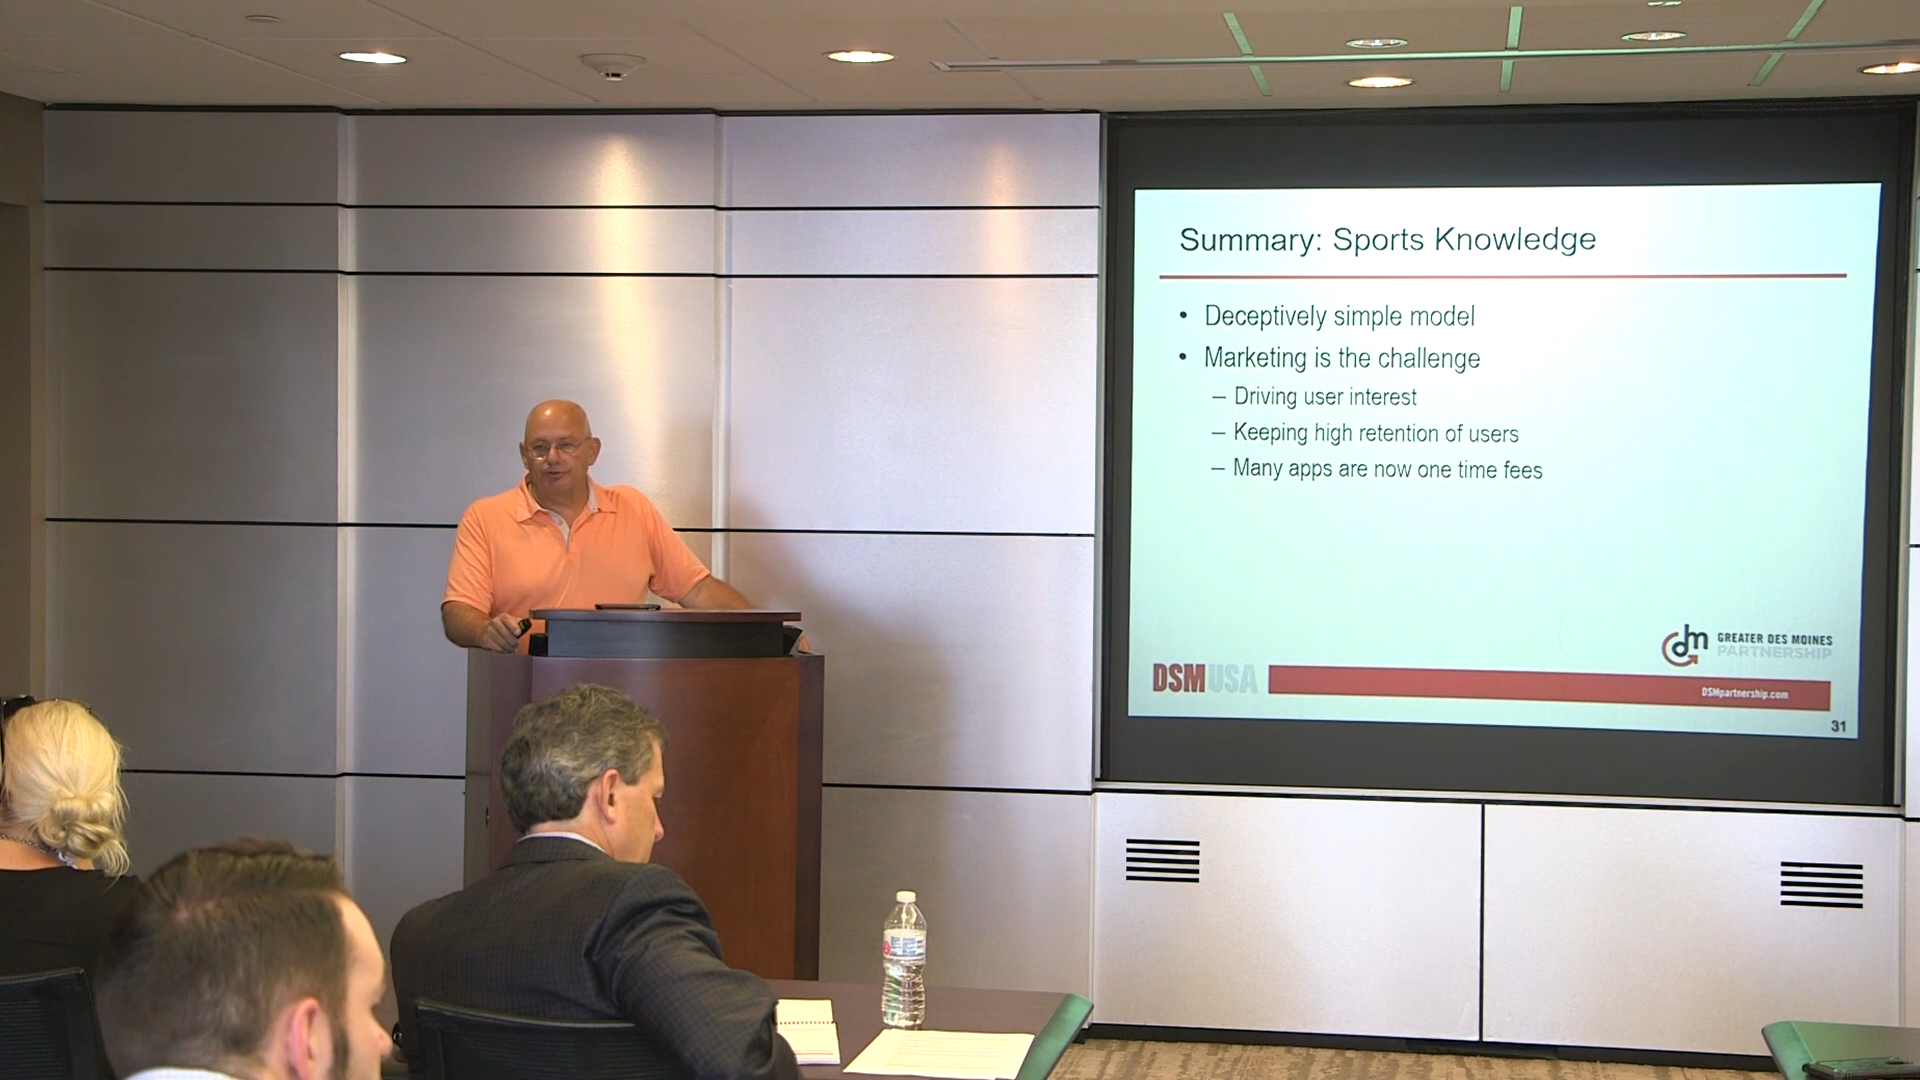 Summary: Sports Knowledge
• Deceptively simple model
• Marketing is the challenge
– Driving user interest
– Keeping high retention of users
– Many apps are now one time fees
dm GREATER DES MOINES
PARTNERSHIP
DSMUSA
DSMpartnership.com
31